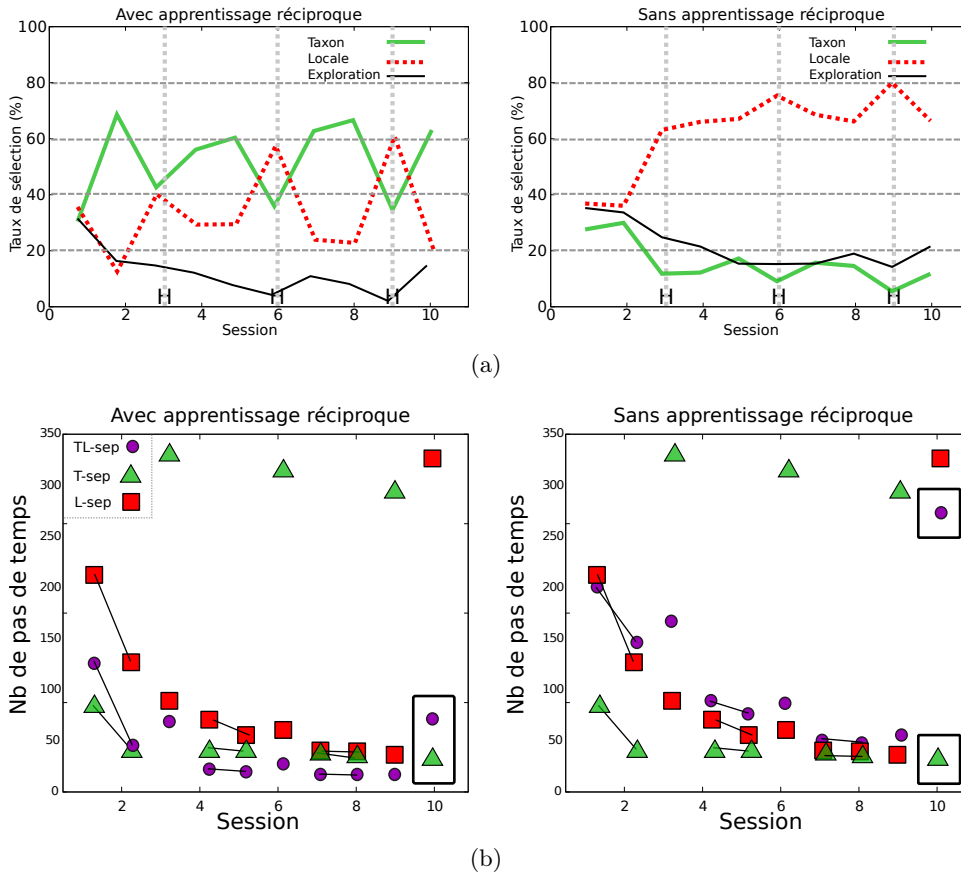 Avec apprentissage réciproque
Taux de sélection (%)
100
80
60
40
20
0
Taxon
Locale
Exploration
0 2 4 6 8 10
Session
Sans apprentissage réciproque
Taux de sélection (%)
100
80
60
40
20
0
Taxon
Locale
Exploration
0 2 4 6 8 10
Session
(a)
Avec apprentissage réciproque
Nb de pas de temps
350
300
250
200
150
100
50
0
TL-sep
T-sep
L-sep
2 4 6 8 10
Session
Sans apprentissage réciproque
Nb de pas de temps
350
300
250
200
150
100
50
0
2 4 6 8 10
Session
(b)